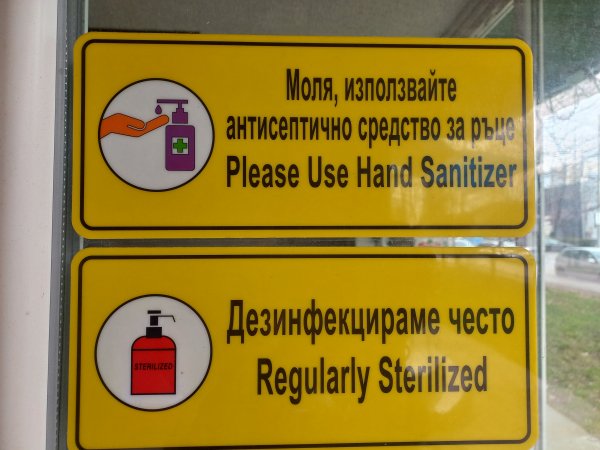 Моля, използвайте
антисептично средство за ръце
Please Use Hand Sanitizer
STERILIZED
Дезинфекцираме често
Regularly Sterilized